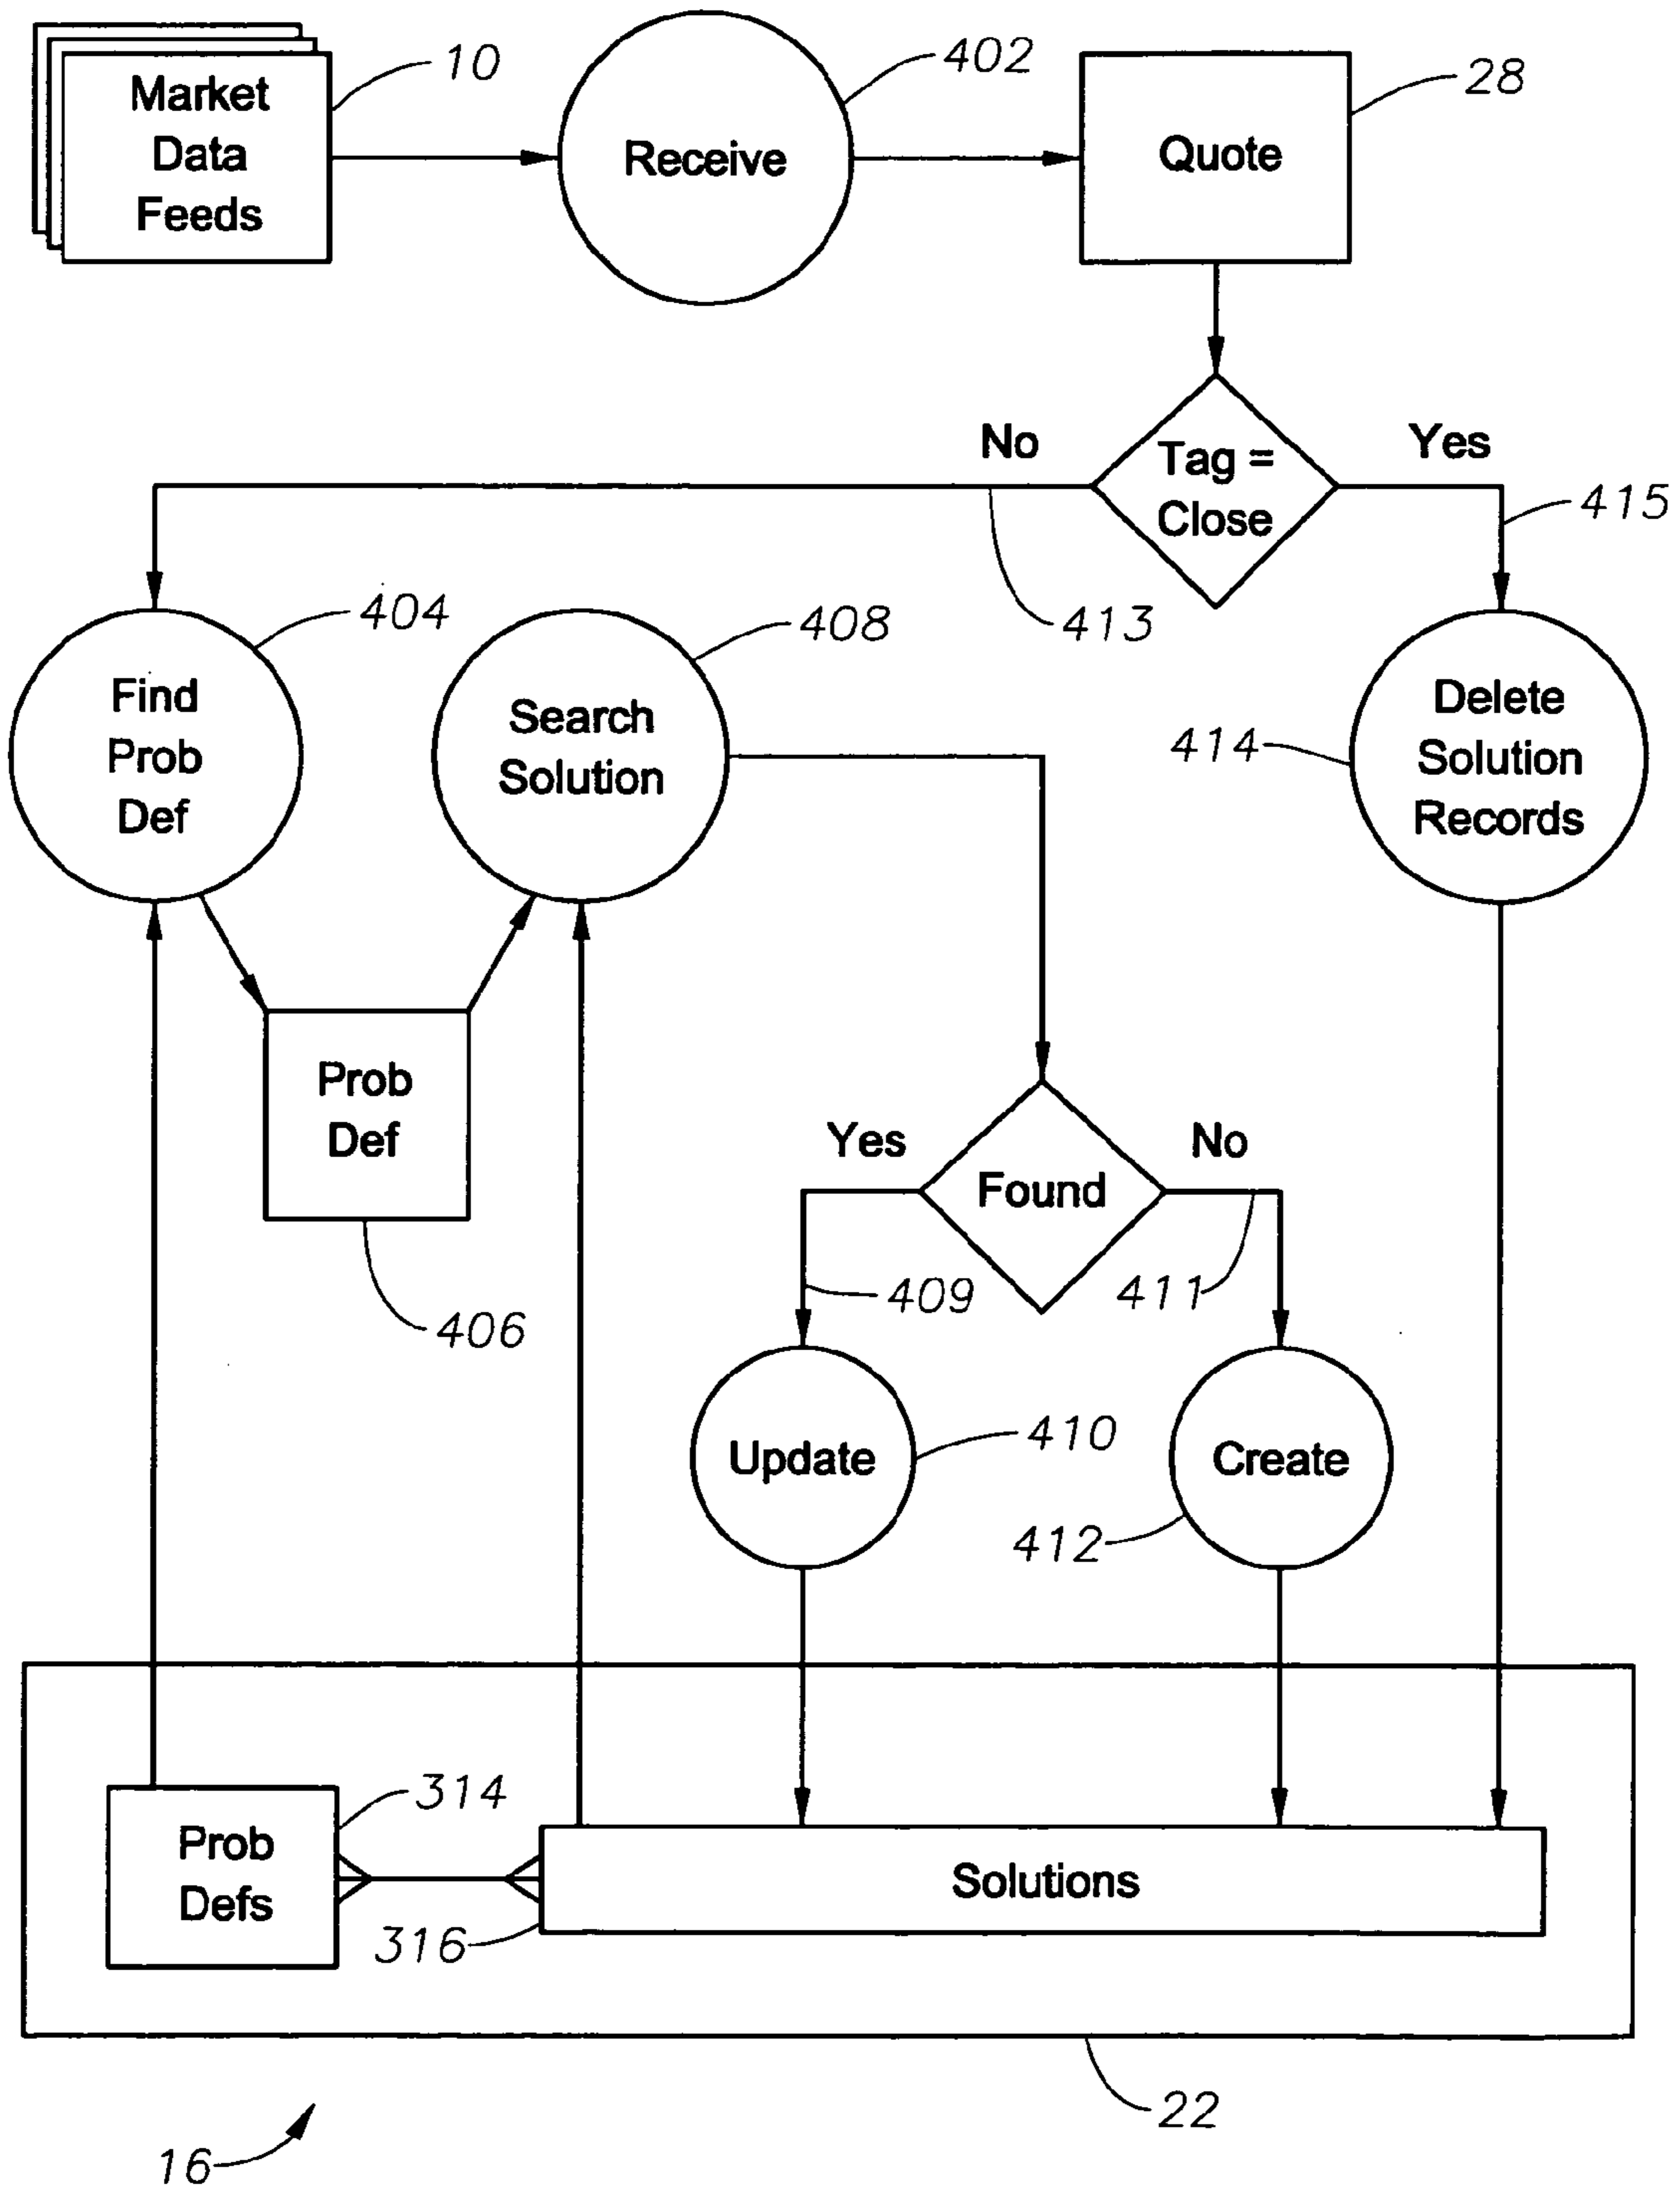 Market
Data
Feeds
10
Receive
402
Quote
28
Tag =
Close
No
Yes
413
415
Find
Prob
Def
404
Search
Solution
408
Delete
Solution
Records
414
Prob
Def
406
Found
Yes
No
409
411
Update
410
Create
412
Prob
Defs
314
Solutions
316
22
16